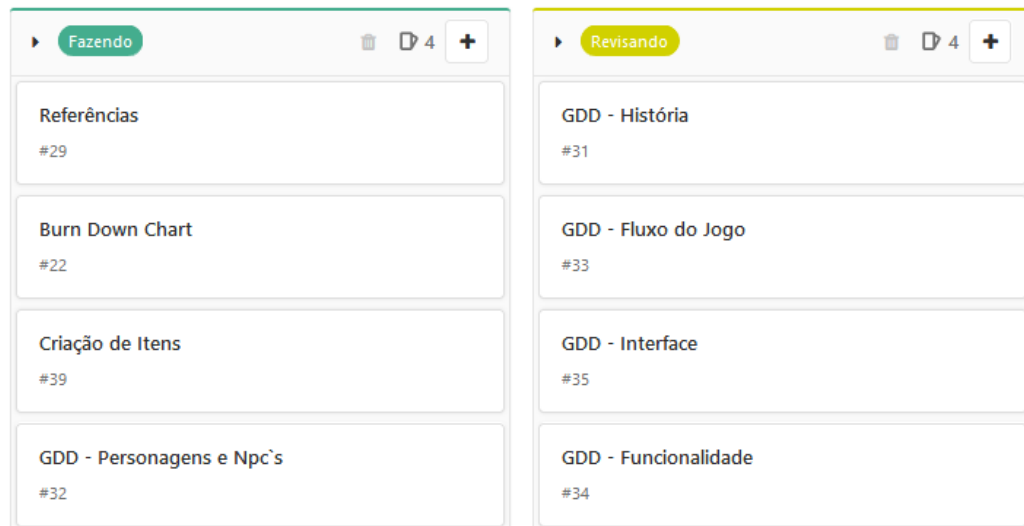 Fazendo 4
Referências
#29
Burn Down Chart
#22
Criação de Itens
#39
GDD - Personagens e Npc`s
#32
Revisando 4
GDD - História
#31
GDD - Fluxo do Jogo
#33
GDD - Interface
#35
GDD - Funcionalidade
#34